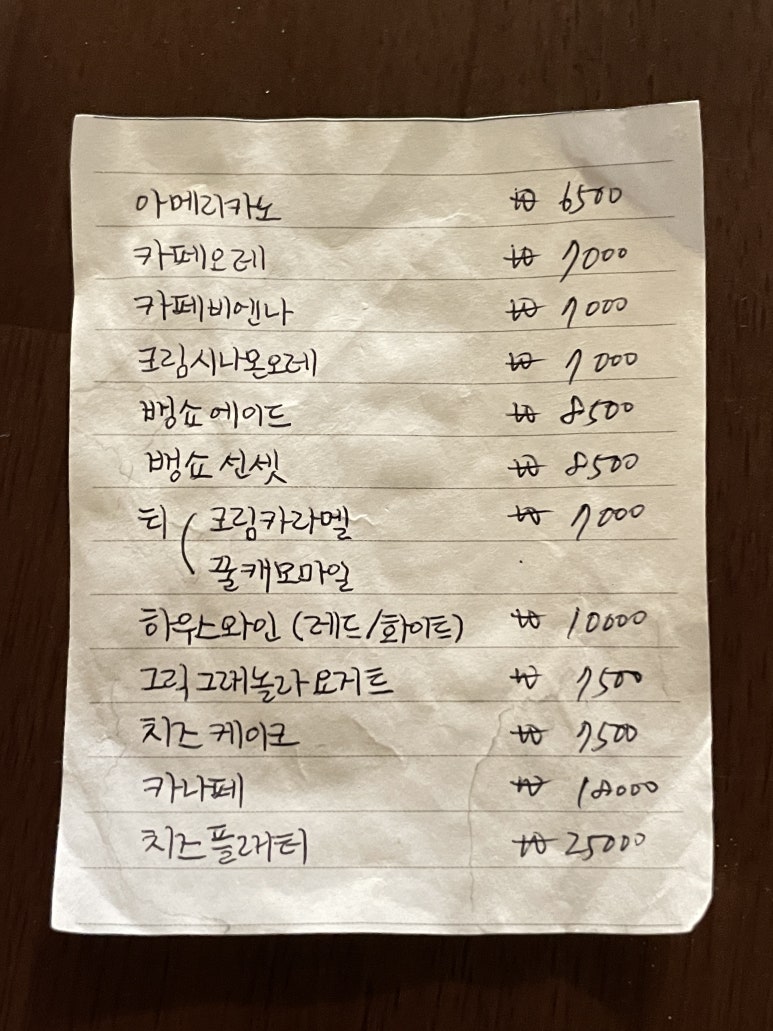 아메리카노 ₩ 6500
카페오레 ₩ 7000
카페비엔나 ₩ 7000
크림시나몬오레 ₩ 7000
뱅쇼에이드 ₩ 8500
뱅쇼선셋 ₩ 8500
티 ( 크림카라멜 ₩ 7000
꿀캐모마일
하우스와인 (레드/화이트) ₩ 10000
그릭그래놀라요거트 ₩ 7500
치즈케이크 ₩ 7500
카나페 ₩ 18000
치즈플래터 ₩ 25000